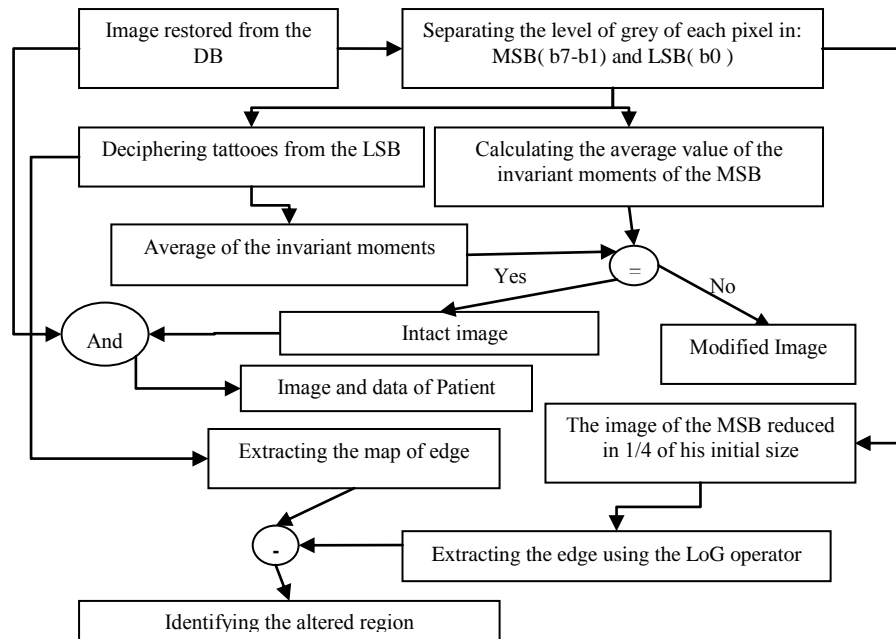 Image restored from the
DB
Separating the level of grey of each pixel in:
MSB( b7-b1) and LSB( b0 )
Deciphering tattooes from the LSB
Calculating the average value of the
invariant moments of the MSB
Average of the invariant moments
=
Yes
No
And
Intact image
Modified Image
Image and data of Patient
The image of the MSB reduced
in 1/4 of his initial size
Extracting the map of edge
-
Extracting the edge using the LoG operator
Identifying the altered region